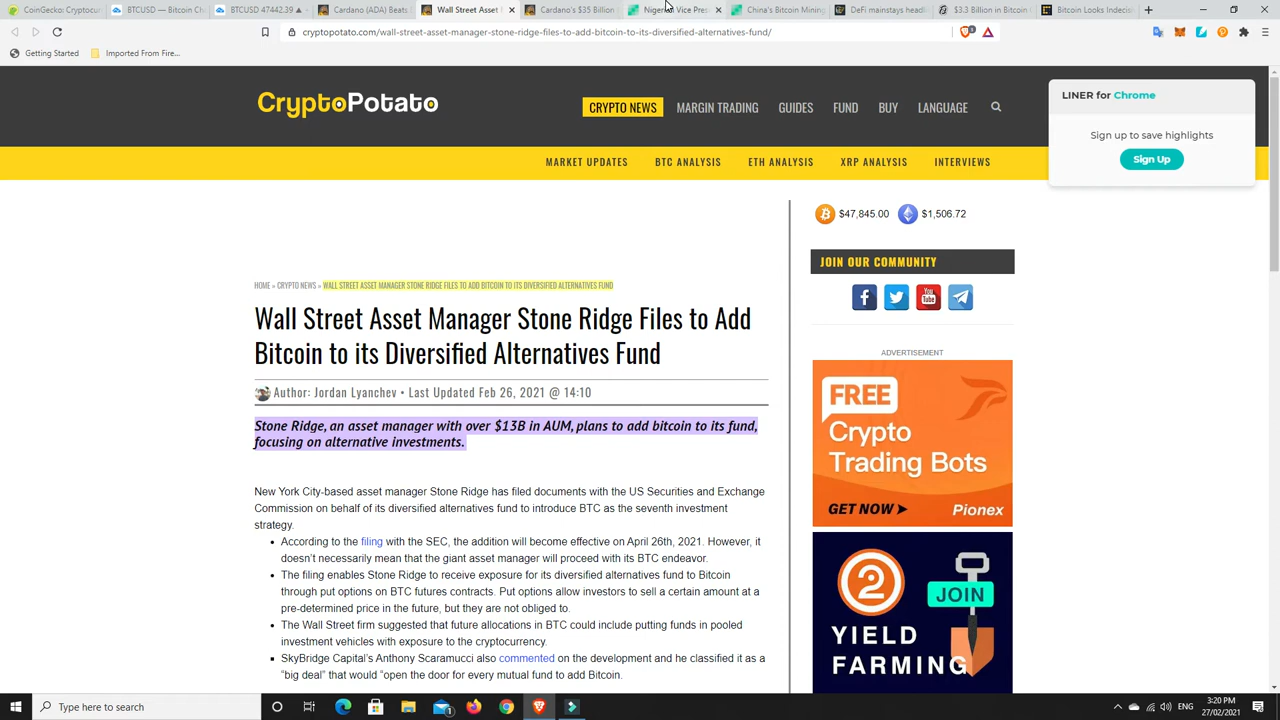 CoinGecko: Cryptocur
BTCUSD — Bitcoin Ch
BTCUSD 47442.39
Cardano (ADA) Beats
Wall Street Asset
Cardano's $35 Billion
Nigeria Vice Pres
China's Bitcoin Mining
DeFi mainstays headl
$3.3 Billion in Bitcoin
Bitcoin Looks Indecis
cryptopotato.com/wall-street-asset-manager-stone-ridge-files-to-add-bitcoin-to-its-diversified-alternatives-fund/
Getting Started
Imported From Fire...
CryptoPotato
CRYPTO NEWS MARGIN TRADING GUIDES FUND BUY LANGUAGE
MARKET UPDATES BTC ANALYSIS ETH ANALYSIS XRP ANALYSIS INTERVIEWS
LINER for Chrome
Sign up to save highlights
Sign Up
HOME » CRYPTO NEWS » WALL STREET ASSET MANAGER STONE RIDGE FILES TO ADD BITCOIN TO ITS DIVERSIFIED ALTERNATIVES FUND
Wall Street Asset Manager Stone Ridge Files to Add
Bitcoin to its Diversified Alternatives Fund
Author: Jordan Lyanchev • Last Updated Feb 26, 2021 @ 14:10
Stone Ridge, an asset manager with over $13B in AUM, plans to add bitcoin to its fund,
focusing on alternative investments.
New York City-based asset manager Stone Ridge has filed documents with the US Securities and Exchange
Commission on behalf of its diversified alternatives fund to introduce BTC as the seventh investment
strategy.
According to the filing with the SEC, the addition will become effective on April 26th, 2021. However, it
doesn't necessarily mean that the giant asset manager will proceed with its BTC endeavor.
The filing enables Stone Ridge to receive exposure for its diversified alternatives fund to Bitcoin
through put options on BTC futures contracts. Put options allow investors to sell a certain amount at a
pre-determined price in the future, but they are not obliged to.
The Wall Street firm suggested that future allocations in BTC could include putting funds in pooled
investment vehicles with exposure to the cryptocurrency.
SkyBridge Capital's Anthony Scaramucci also commented on the development and he classified it as a
"big deal" that would "open the door for every mutual fund to add Bitcoin.
$47,845.00 $1,506.72
JOIN OUR COMMUNITY
You
Tube
ADVERTISEMENT
FREE
Crypto
Trading Bots
GET NOW
Pionex
2
JOIN
YIELD
FARMING
Type here to search
ENG
3:20 PM
27/02/2021